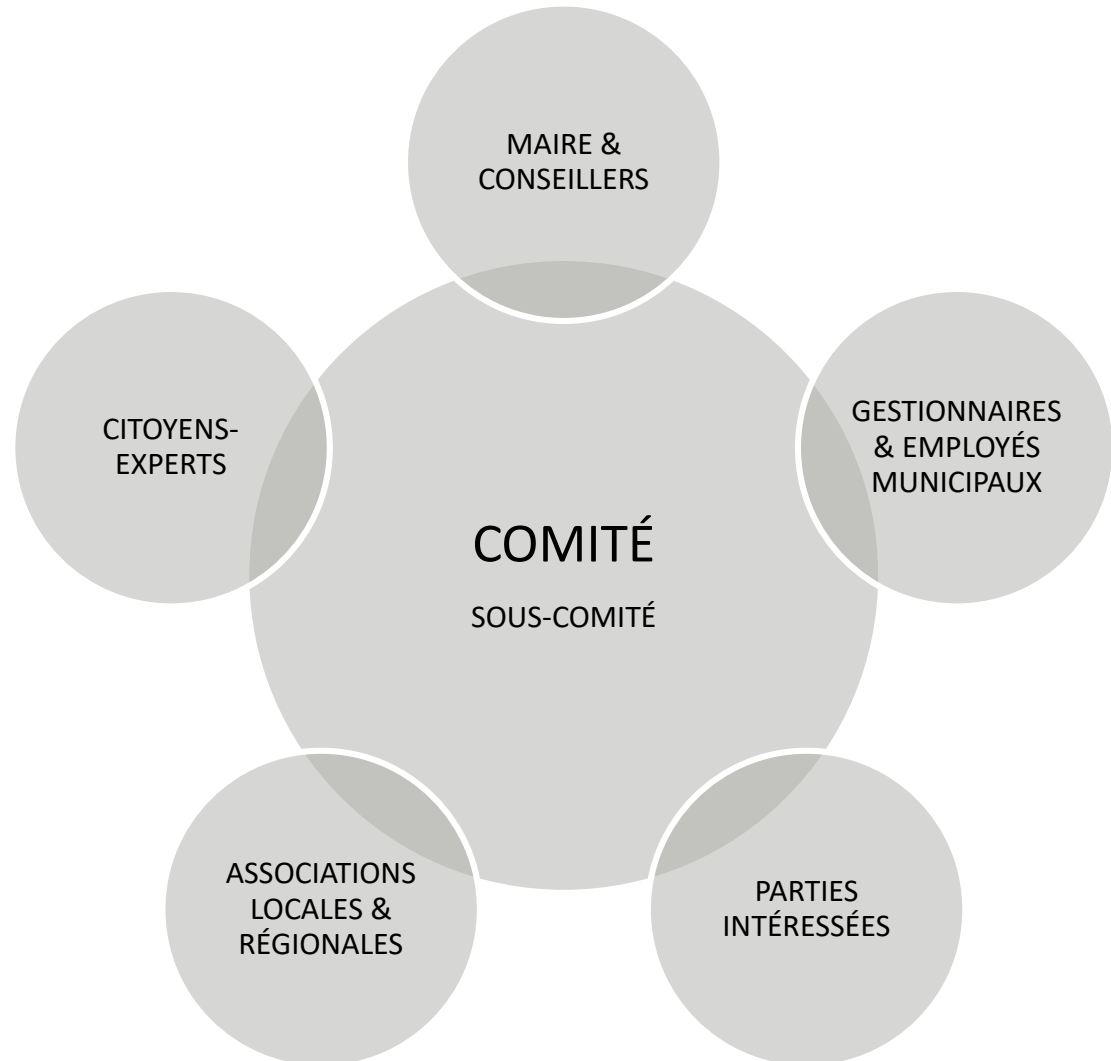 MAIRE &
CONSEILLERS
CITOYENS-
EXPERTS
GESTIONNAIRES
& EMPLOYÉS
MUNICIPAUX
COMITÉ
SOUS-COMITÉ
ASSOCIATIONS
LOCALES &
RÉGIONALES
PARTIES
INTÉRESSÉES